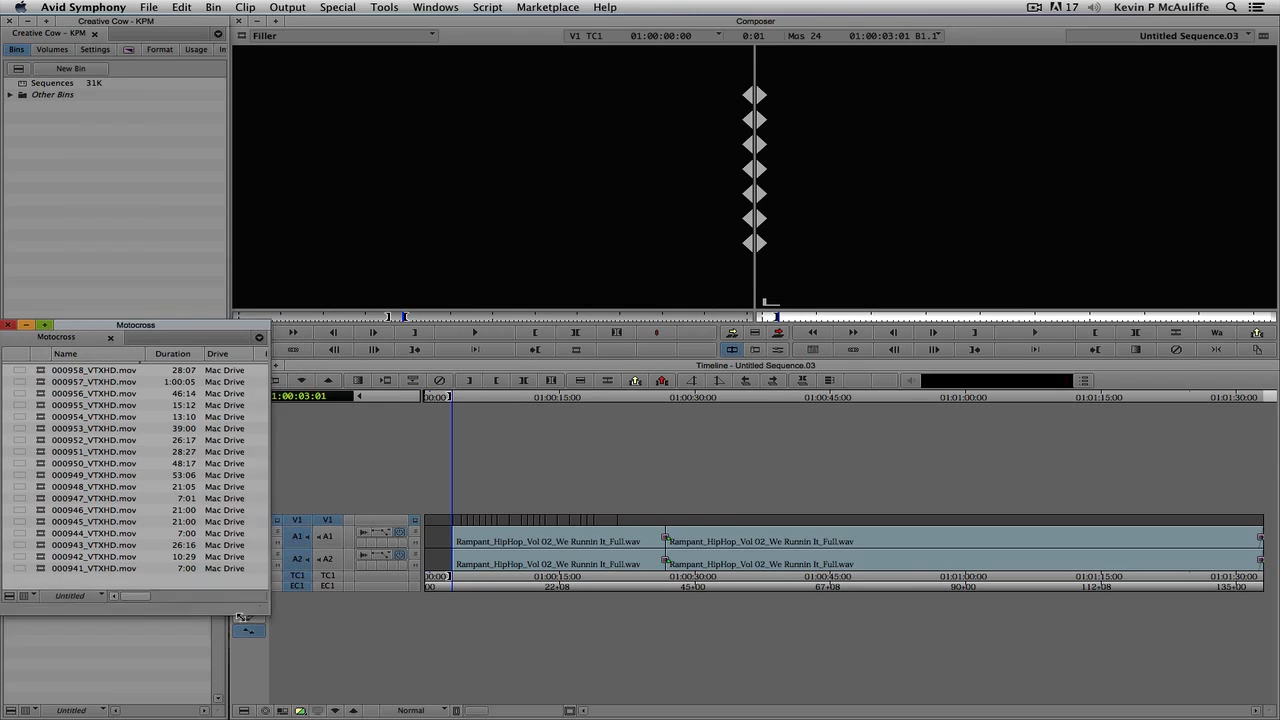 Avid Symphony File Edit Bin Clip Output Special Tools Windows Script Marketplace Help 17 Kevin P McAuliffe
Creative Cow - KPM
Composer
Creative Cow - KPM
Filler
V1 TC1 01:00:00:00 0:01 Mas 24 01:00:03:01 B1.1
Untitled Sequence.03
Bins Volumes Settings Format Usage In
New Bin
Sequences 31K
Other Bins
Motocross
Motocross
Wa
Name Duration Drive
Timeline - Untitled Sequence.03
000958_VTXHD.mov 28:07 Mac Drive
000957_VTXHD.mov 1:00:05 Mac Drive
000956_VTXHD.mov 46:14 Mac Drive
000955_VTXHD.mov 15:12 Mac Drive
000954_VTXHD.mov 13:10 Mac Drive
000953_VTXHD.mov 39:00 Mac Drive
000952_VTXHD.mov 26:17 Mac Drive
000951_VTXHD.mov 28:27 Mac Drive
000950_VTXHD.mov 48:17 Mac Drive
000949_VTXHD.mov 53:06 Mac Drive
000948_VTXHD.mov 21:05 Mac Drive
000947_VTXHD.mov 7:01 Mac Drive
000946_VTXHD.mov 21:00 Mac Drive
000945_VTXHD.mov 21:00 Mac Drive
000944_VTXHD.mov 7:00 Mac Drive
000943_VTXHD.mov 26:16 Mac Drive
000942_VTXHD.mov 10:29 Mac Drive
000941_VTXHD.mov 7:00 Mac Drive
Untitled
1:00:03:01
00:00 01:00:15:00 01:00:30:00 01:00:45:00 01:01:00:00 01:01:15:00 01:01:30:00
V1 V1
A1 A1 Rampant_HipHop_Vol 02_We Runnin It_Full.wav Rampant_HipHop_Vol 02_We Runnin It_Full.wav
A2 A2 Rampant_HipHop_Vol 02_We Runnin It_Full.wav Rampant_HipHop_Vol 02_We Runnin It_Full.wav
TC1 TC1 00:00 01:00:15:00 01:00:30:00 01:00:45:00 01:01:00:00 01:01:15:00 01:01:30:00
EC1 EC1 00 22+08 45+00 67+08 90+00 112+08 135+00
Untitled
Normal